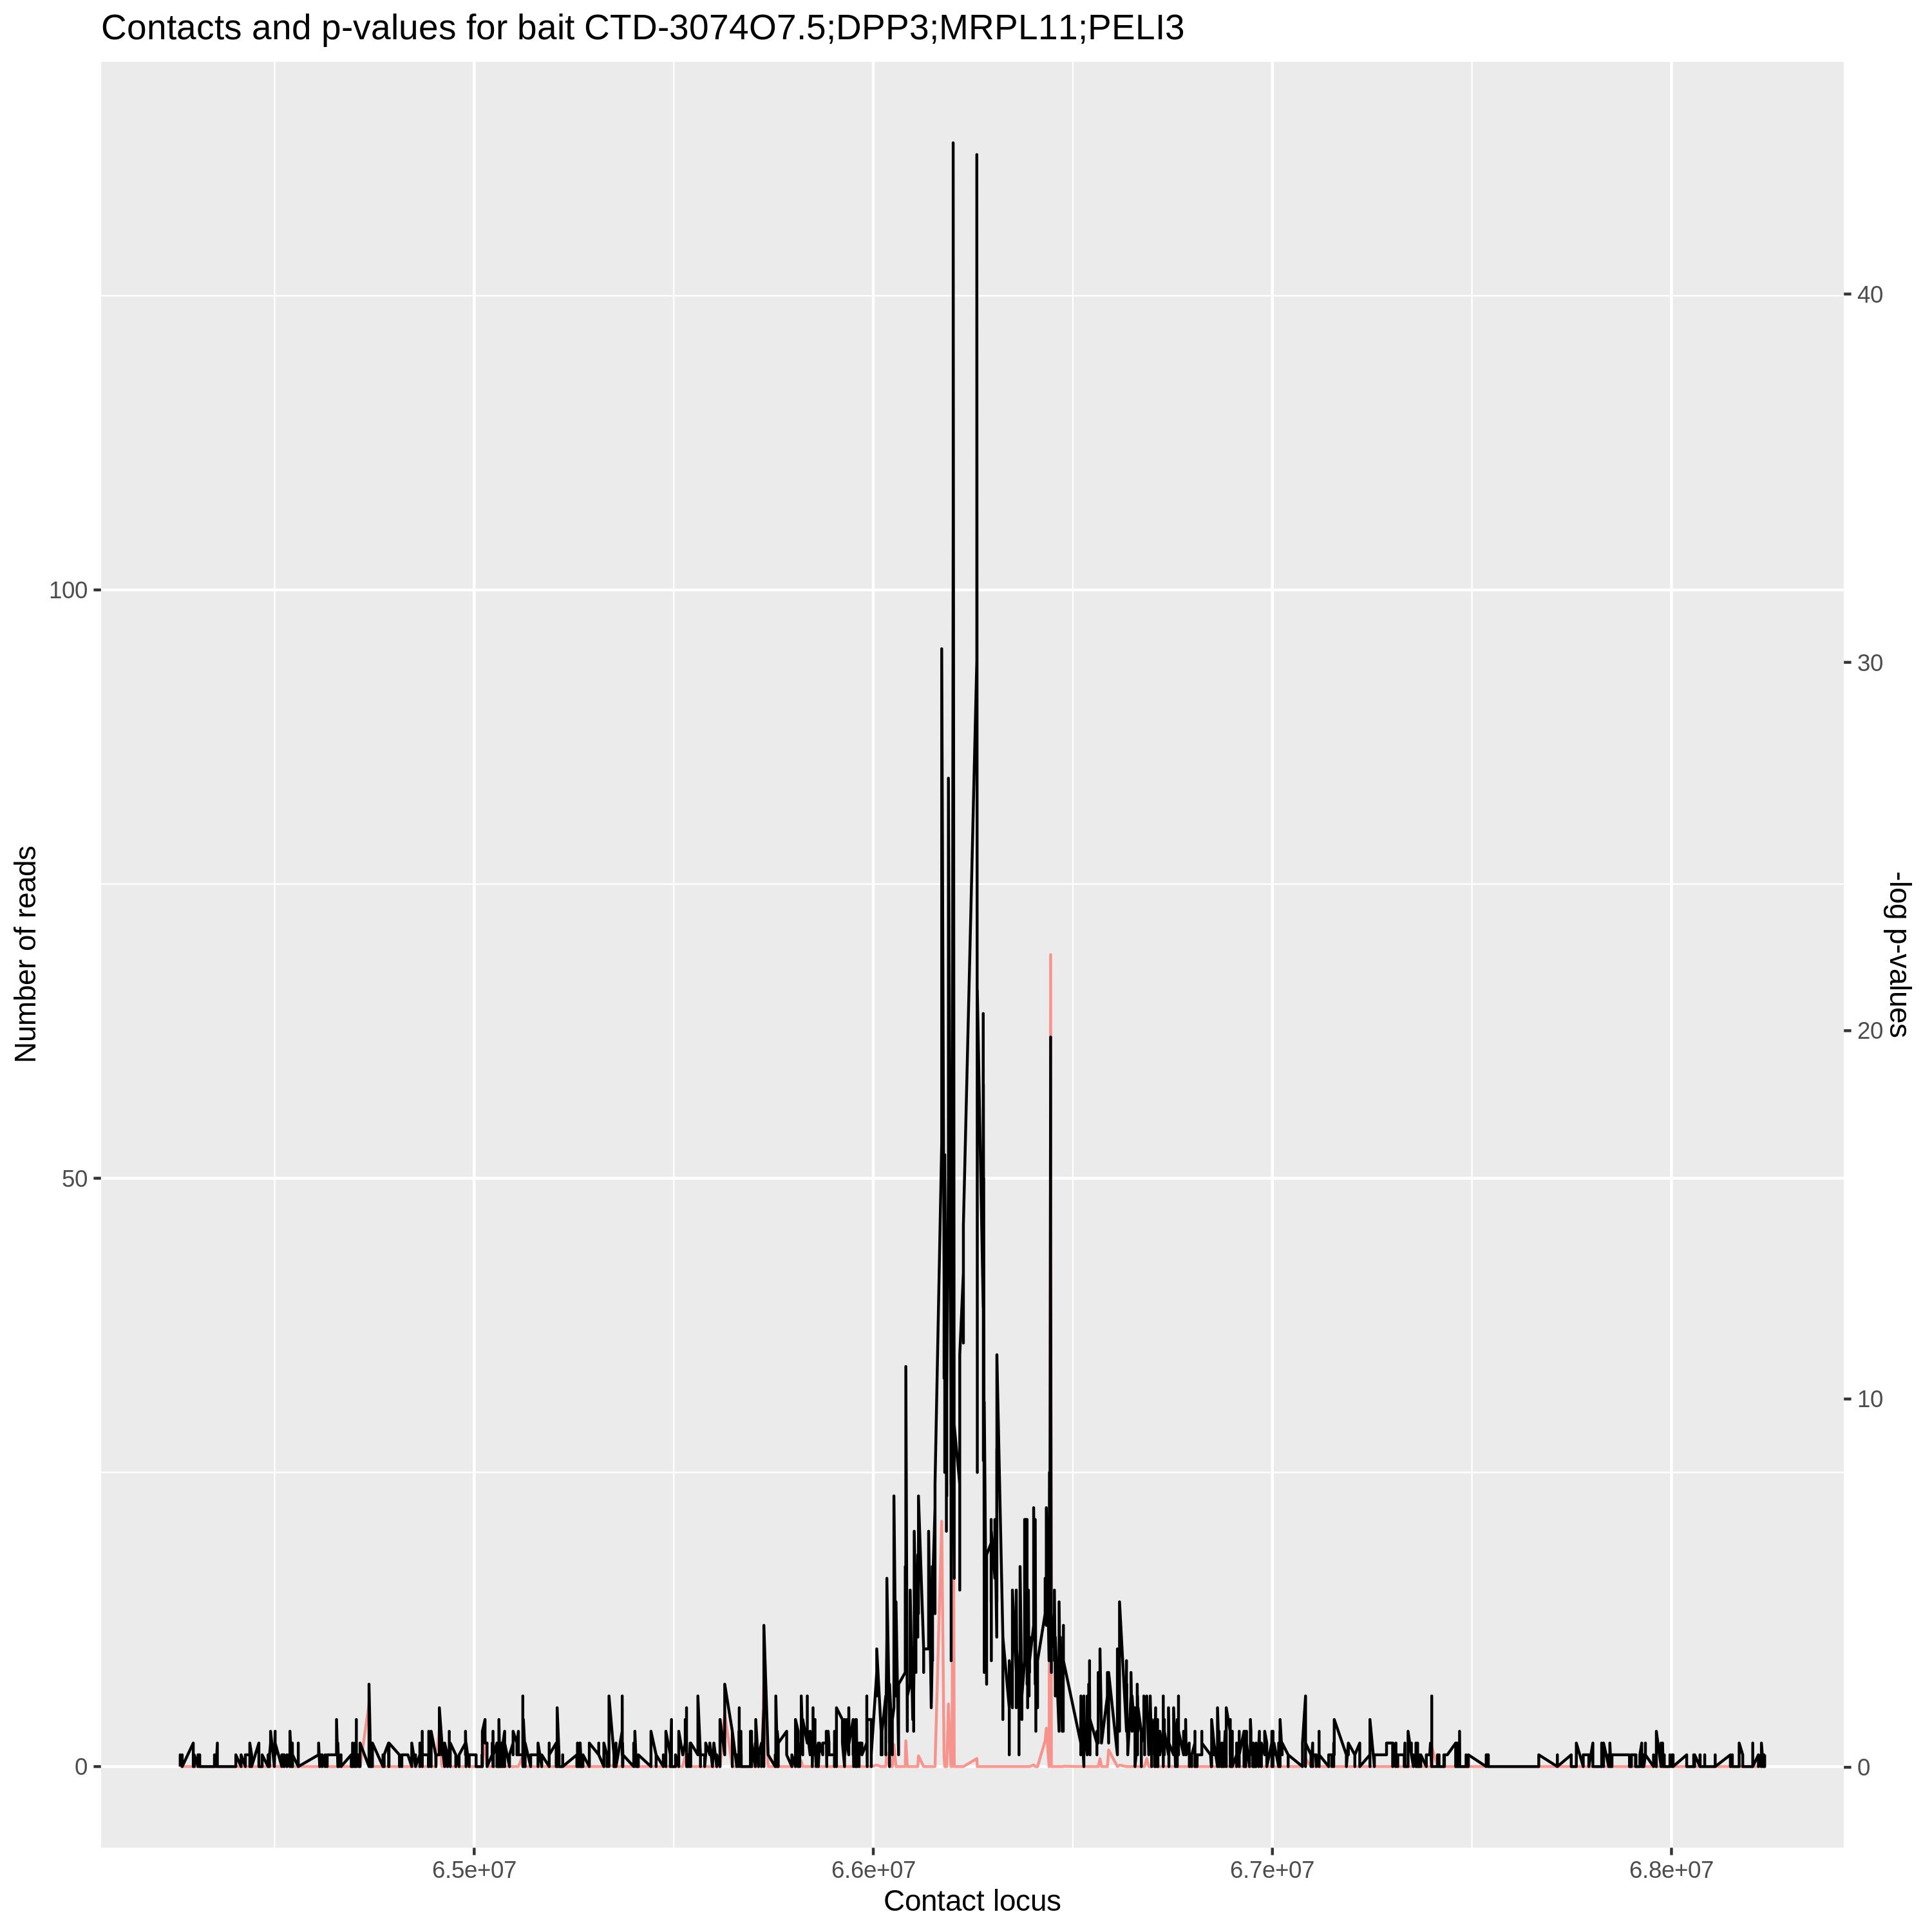 Contacts and p-values for bait CTD-3074O7.5;DPP3;MRPL11;PELI3
Number of reads
100
50
0
40
30
20
10
0
-log p-values
6.5e+07 6.6e+07 6.7e+07 6.8e+07
Contact locus